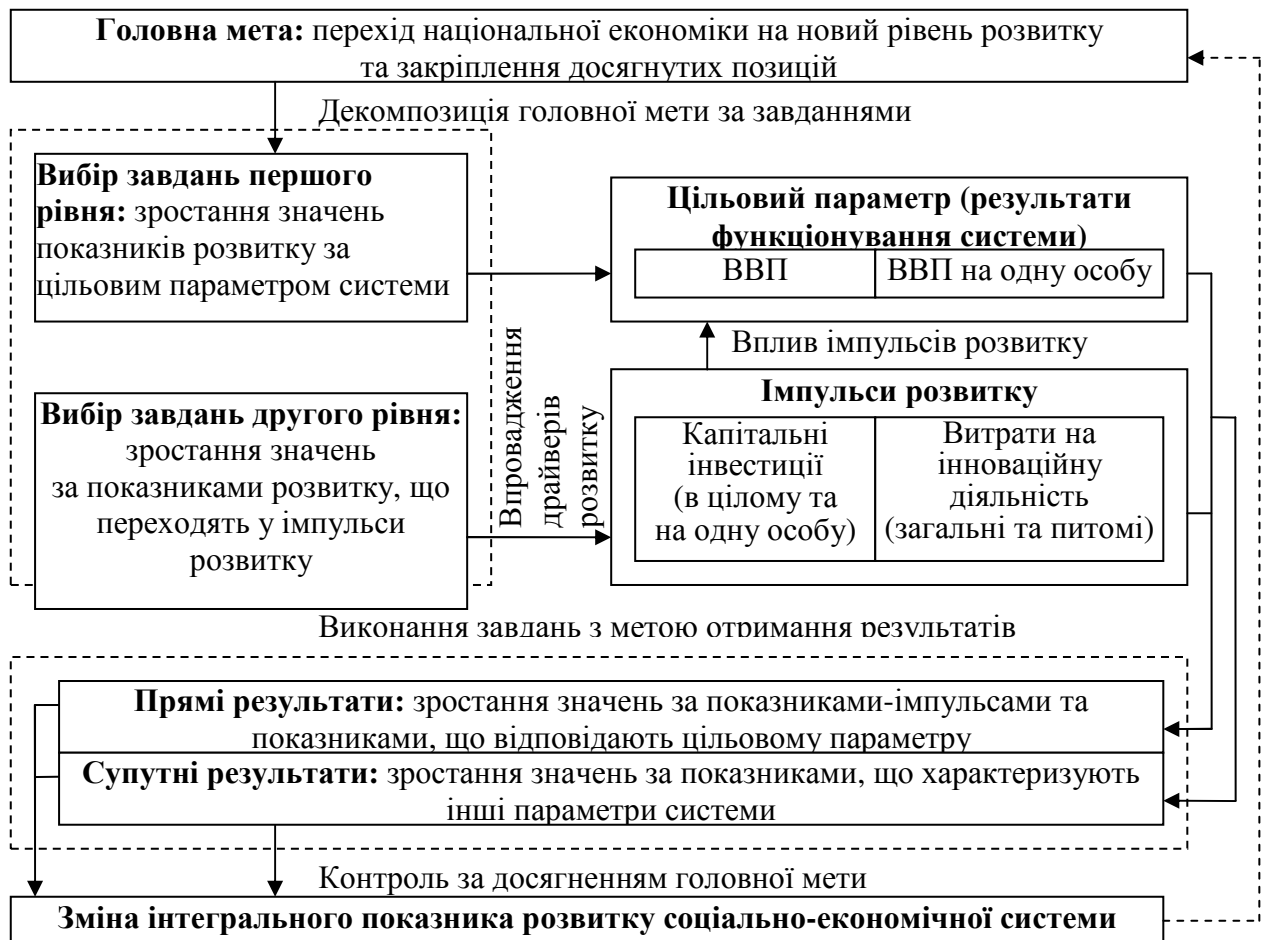 Головна мета: перехід національної економіки на новий рівень розвитку
та закріплення досягнутих позицій
Декомпозиція головної мети за завданнями
Вибір завдань першого
рівня: зростання значень
показників розвитку за
цільовим параметром системи
Цільовий параметр (результати
функціонування системи)
ВВП
ВВП на одну особу
Вплив імпульсів розвитку
Вибір завдань другого рівня:
зростання значень
за показниками розвитку, що
переходять у імпульси
розвитку
Впровадження
драйверів
розвитку
Імпульси розвитку
Капітальні
інвестиції
(в цілому та
на одну особу)
Витрати на
інноваційну
діяльність
(загальні та питомі)
Виконання завдань з метою отримання результатів
Прямі результати: зростання значень за показниками-імпульсами та
показниками, що відповідають цільовому параметру
Супутні результати: зростання значень за показниками, що характеризують
інші параметри системи
Контроль за досягненням головної мети
Зміна інтегрального показника розвитку соціально-економічної системи